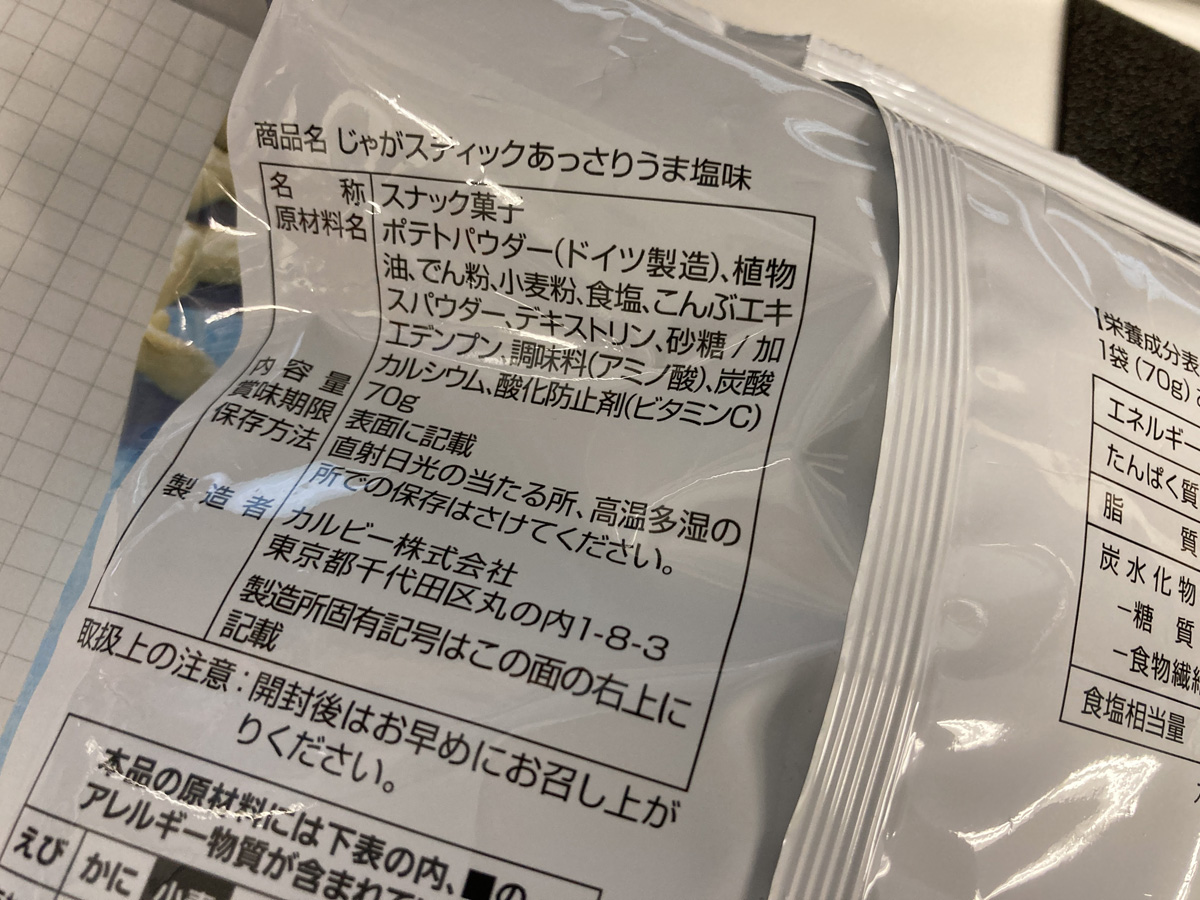 商品名 じゃがスティックあっさりうま塩味
名 称 スナック菓子
原材料名 ポテトパウダー(ドイツ製造)、植物
油、でん粉、小麦粉、食塩、こんぶエキ
スパウダー、デキストリン、砂糖/加
工デンプン、調味料(アミノ酸)、炭酸
カルシウム、酸化防止剤(ビタミンC)
内容量 70g
賞味期限 表面に記載
保存方法 直射日光の当たる所、高温多湿の
所での保存はさけてください。
製造者 カルビー株式会社
東京都千代田区丸の内1-8-3
製造所固有記号はこの面の右上に
記載
取扱上の注意:開封後はお早めにお召し上が
りください。
本品の原材料には下表の内、■の
アレルギー物質が含まれて
えび かに 小麦
【栄養成分表
1袋(70g)
エネルギー
たんぱく質
脂 質
炭水化物
-糖 質
-食物繊維
食塩相当量